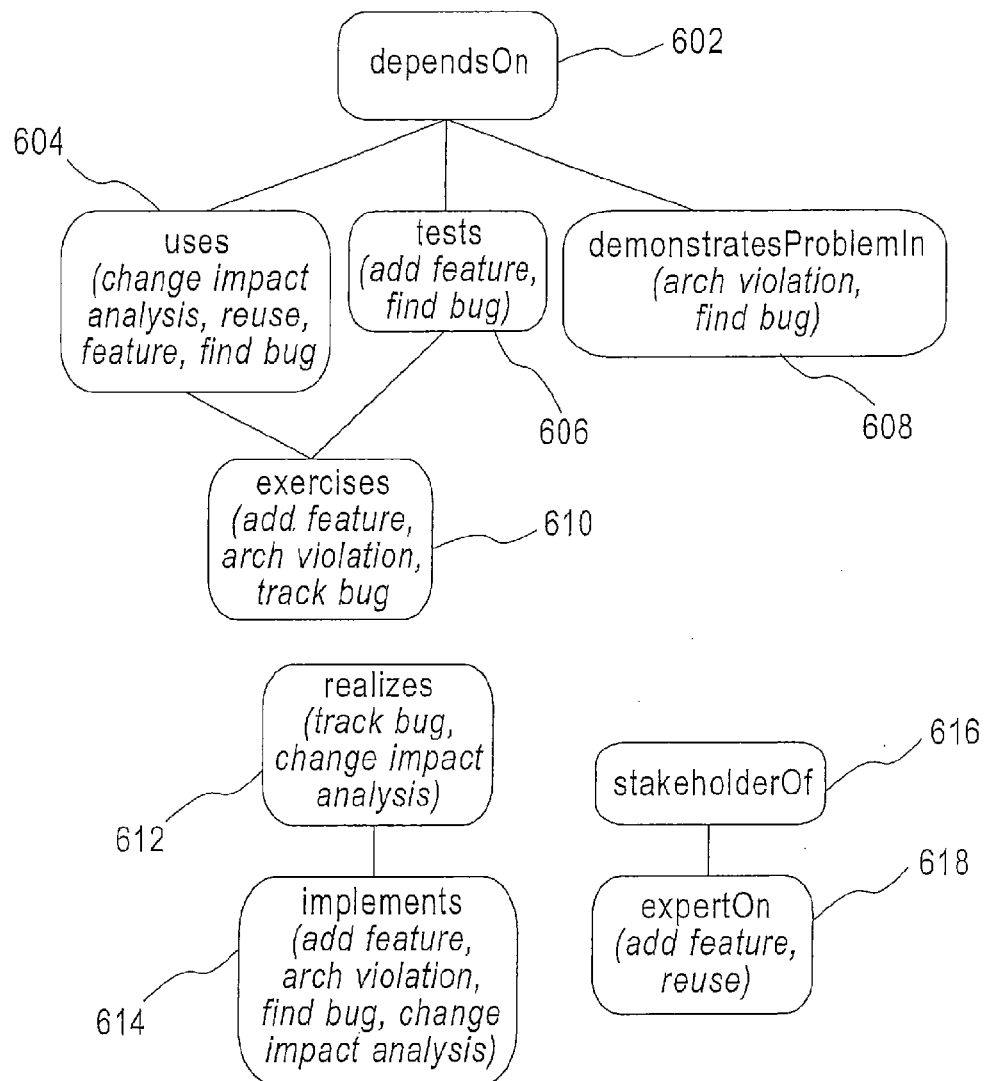 dependsOn
602
604
uses
(change impact
analysis, reuse,
feature, find bug
tests
(add feature,
find bug)
606
demonstratesProblemIn
(arch violation,
find bug)
608
exercises
(add feature,
arch violation,
track bug
610
realizes
(track bug,
change impact
analysis)
612
implements
(add feature,
arch violation,
find bug, change
impact analysis)
614
stakeholderOf
616
expertOn
(add feature,
reuse)
618